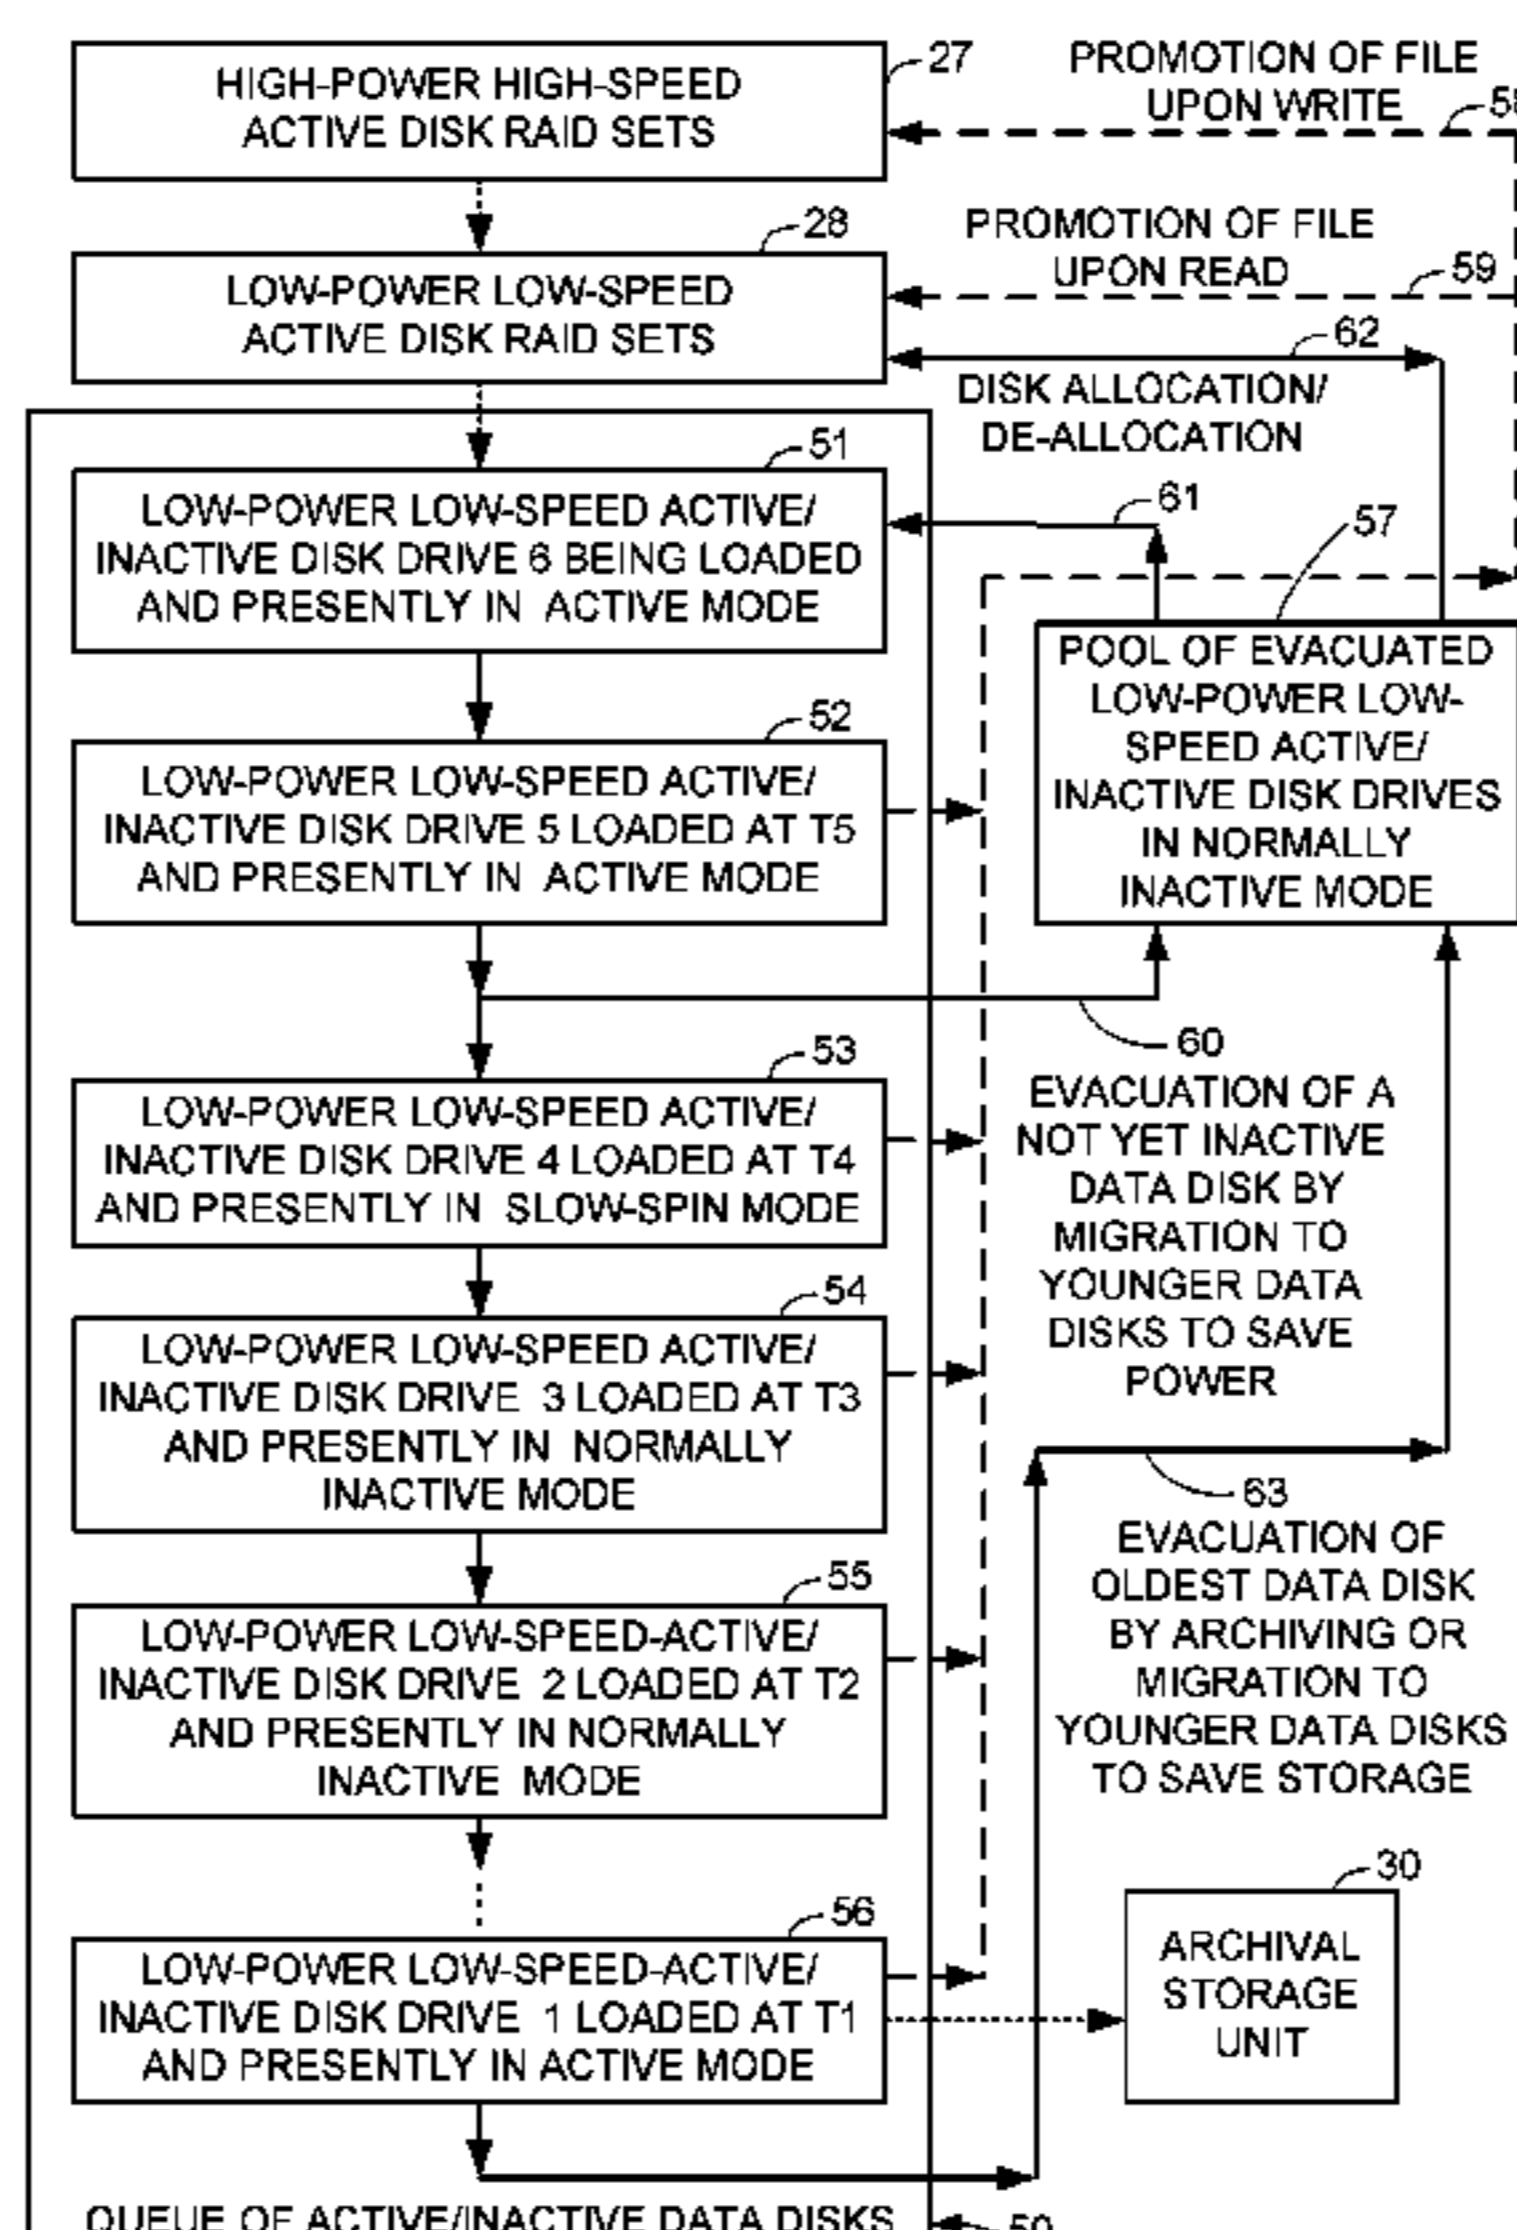 HIGH-POWER HIGH-SPEED
ACTIVE DISK RAID SETS
27
PROMOTION OF FILE
UPON WRITE
LOW-POWER LOW-SPEED
ACTIVE DISK RAID SETS
28
PROMOTION OF FILE
UPON READ
59
62
DISK ALLOCATION/
DE-ALLOCATION
51
LOW-POWER LOW-SPEED ACTIVE/
INACTIVE DISK DRIVE 6 BEING LOADED
AND PRESENTLY IN ACTIVE MODE
61
57
POOL OF EVACUATED
LOW-POWER LOW-
SPEED ACTIVE/
INACTIVE DISK DRIVES
IN NORMALLY
INACTIVE MODE
52
LOW-POWER LOW-SPEED ACTIVE/
INACTIVE DISK DRIVE 5 LOADED AT T5
AND PRESENTLY IN ACTIVE MODE
60
EVACUATION OF A
NOT YET INACTIVE
DATA DISK BY
MIGRATION TO
YOUNGER DATA
DISKS TO SAVE
POWER
53
LOW-POWER LOW-SPEED ACTIVE/
INACTIVE DISK DRIVE 4 LOADED AT T4
AND PRESENTLY IN SLOW-SPIN MODE
54
LOW-POWER LOW-SPEED ACTIVE/
INACTIVE DISK DRIVE 3 LOADED AT T3
AND PRESENTLY IN NORMALLY
INACTIVE MODE
63
EVACUATION OF
OLDEST DATA DISK
BY ARCHIVING OR
MIGRATION TO
YOUNGER DATA DISKS
TO SAVE STORAGE
55
LOW-POWER LOW-SPEED-ACTIVE/
INACTIVE DISK DRIVE 2 LOADED AT T2
AND PRESENTLY IN NORMALLY
INACTIVE MODE
56
LOW-POWER LOW-SPEED-ACTIVE/
INACTIVE DISK DRIVE 1 LOADED AT T1
AND PRESENTLY IN ACTIVE MODE
30
ARCHIVAL
STORAGE
UNIT
QUEUE OF ACTIVE/INACTIVE DATA DISKS
50